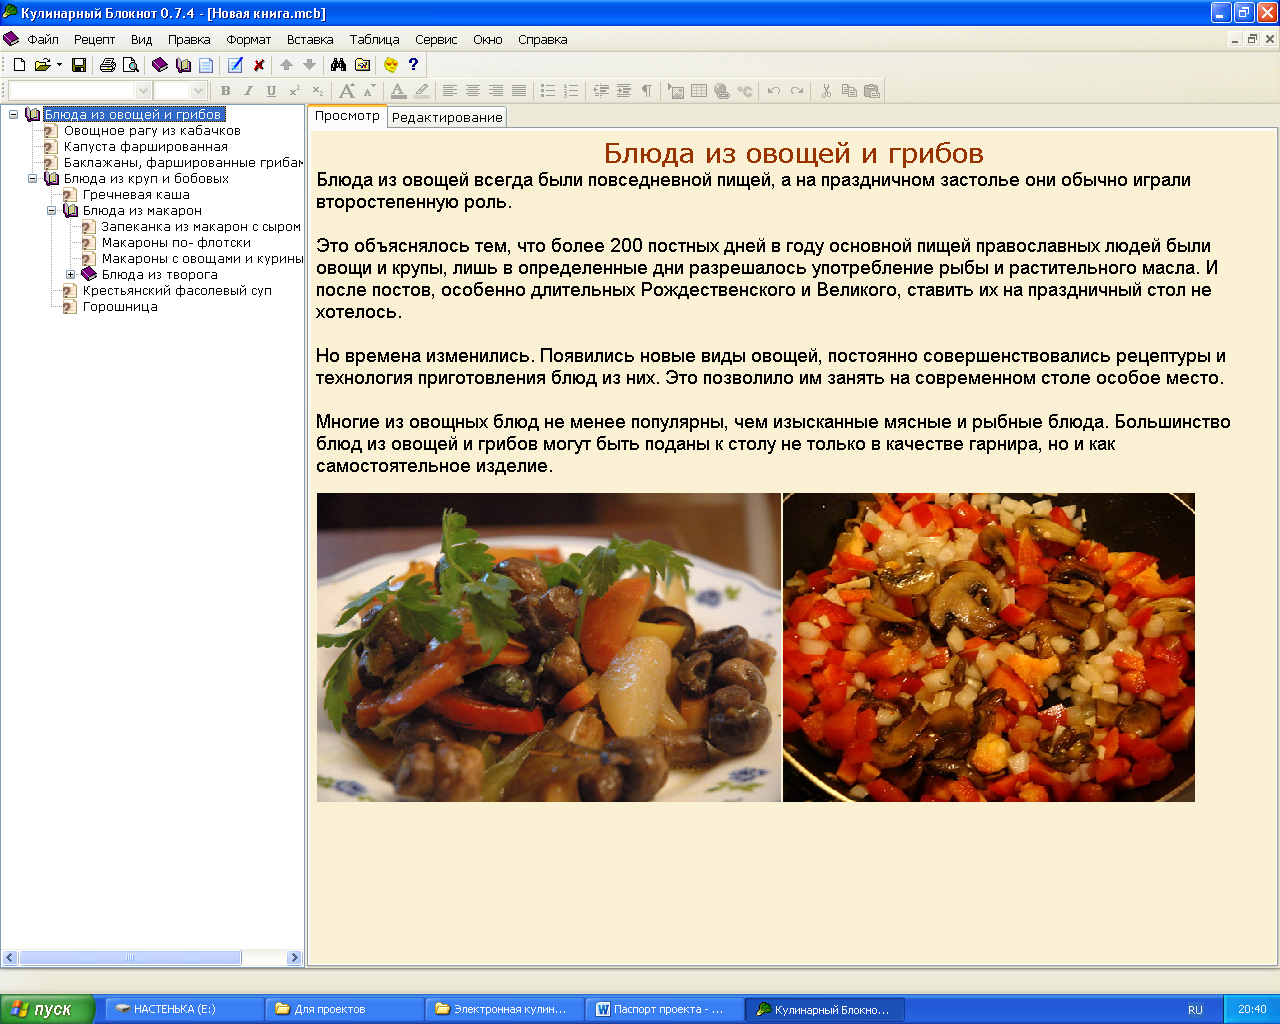 Кулинарный Блокнот 0.7.4 - [Новая книга.mcb]
Файл Рецепт Вид Правка Формат Вставка Таблица Сервис Окно Справка
Блюда из овощей и грибов
Овощное рагу из кабачков
Капуста фаршированная
Баклажаны, фаршированные грибам
Блюда из круп и бобовых
Гречневая каша
Блюда из макарон
Запеканка из макарон с сыром
Макароны по- флотски
Макароны с овощами и курины
Блюда из творога
Крестьянский фасолевый суп
Горошница
Просмотр Редактирование
Блюда из овощей и грибов
Блюда из овощей всегда были повседневной пищей, а на праздничном застолье они обычно играли
второстепенную роль.
Это объяснялось тем, что более 200 постных дней в году основной пищей православных людей были
овощи и крупы, лишь в определенные дни разрешалось употребление рыбы и растительного масла. И
после постов, особенно длительных Рождественского и Великого, ставить их на праздничный стол не
хотелось.
Но времена изменились. Появились новые виды овощей, постоянно совершенствовались рецептуры и
технология приготовления блюд из них. Это позволило им занять на современном столе особое место.
Многие из овощных блюд не менее популярны, чем изысканные мясные и рыбные блюда. Большинство
блюд из овощей и грибов могут быть поданы к столу не только в качестве гарнира, но и как
самостоятельное изделие.
пуск НАСТЕНЬКА (E:) Для проектов Электронная кулин... Паспорт проекта - ... Кулинарный Блокно... RU 20:40